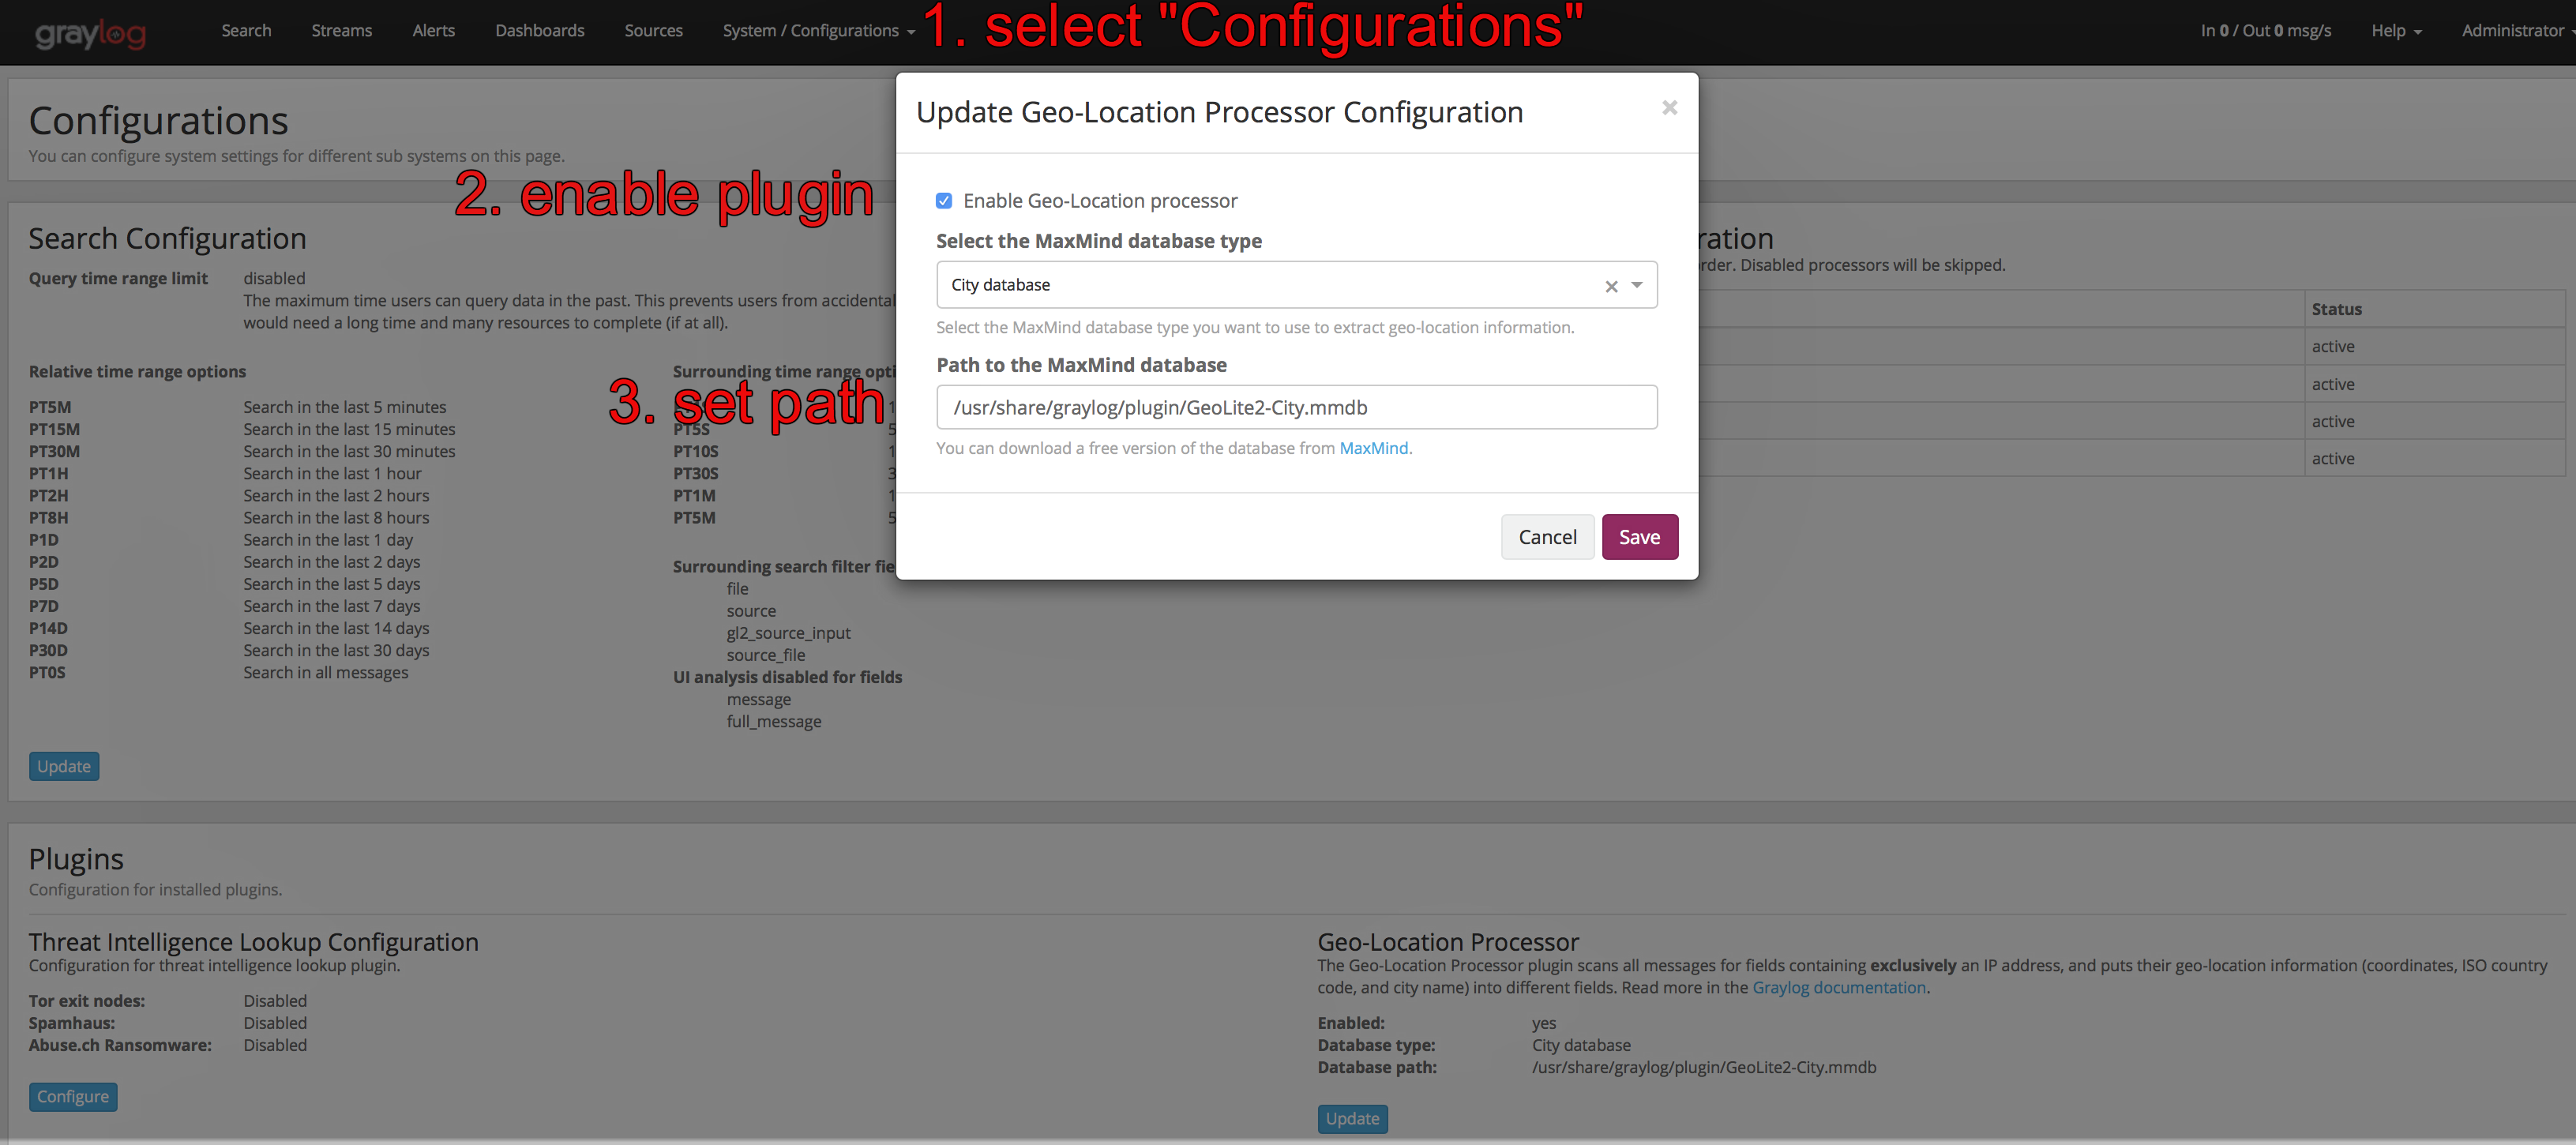 graylog
Search
Streams
Alerts
Dashboards
Sources
System / Configurations
1. select "Configurations"
In 0 / Out 0 msg/s
Help
Administrator
Configurations
You can configure system settings for different sub systems on this page.
2. enable plugin
3. set path
Update Geo-Location Processor Configuration
×
Enable Geo-Location processor
Select the MaxMind database type
City database
×
Select the MaxMind database type you want to use to extract geo-location information.
Path to the MaxMind database
/usr/share/graylog/plugin/GeoLite2-City.mmdb
You can download a free version of the database from MaxMind.
Cancel
Save
Search Configuration
Query time range limit disabled
The maximum time users can query data in the past. This prevents users from accidental
would need a long time and many resources to complete (if at all).
Relative time range options
PT5M Search in the last 5 minutes
PT15M Search in the last 15 minutes
PT30M Search in the last 30 minutes
PT1H Search in the last 1 hour
PT2H Search in the last 2 hours
PT8H Search in the last 8 hours
P1D Search in the last 1 day
P2D Search in the last 2 days
P5D Search in the last 5 days
P7D Search in the last 7 days
P14D Search in the last 14 days
P30D Search in the last 30 days
PT0S Search in all messages
Surrounding time range opti
1
PT5S 5
PT10S 1
PT30S 3
PT1M 1
PT5M 5
Surrounding search filter fie
file
source
gl2_source_input
source_file
UI analysis disabled for fields
message
full_message
Update
ration
rder. Disabled processors will be skipped.
Status
active
active
active
active
Plugins
Configuration for installed plugins.
Threat Intelligence Lookup Configuration
Configuration for threat intelligence lookup plugin.
Tor exit nodes: Disabled
Spamhaus: Disabled
Abuse.ch Ransomware: Disabled
Configure
Geo-Location Processor
The Geo-Location Processor plugin scans all messages for fields containing exclusively an IP address, and puts their geo-location information (coordinates, ISO country
code, and city name) into different fields. Read more in the Graylog documentation.
Enabled: yes
Database type: City database
Database path: /usr/share/graylog/plugin/GeoLite2-City.mmdb
Update